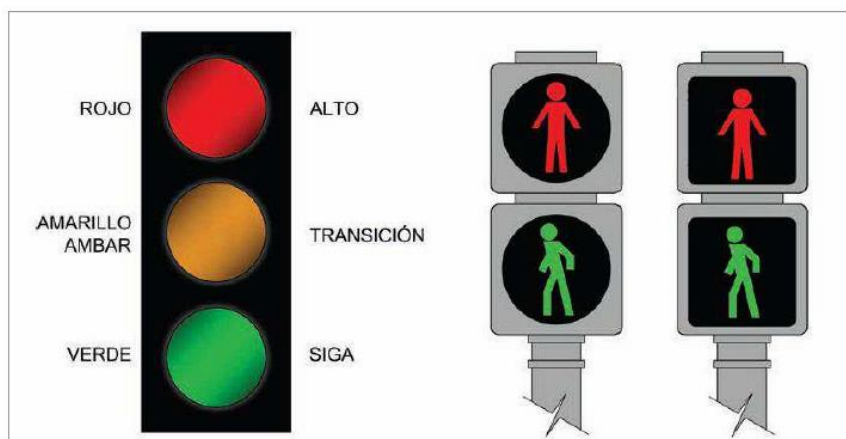 ROJO
ALTO
AMARILLO
AMBAR
TRANSICIÓN
VERDE
SIGA